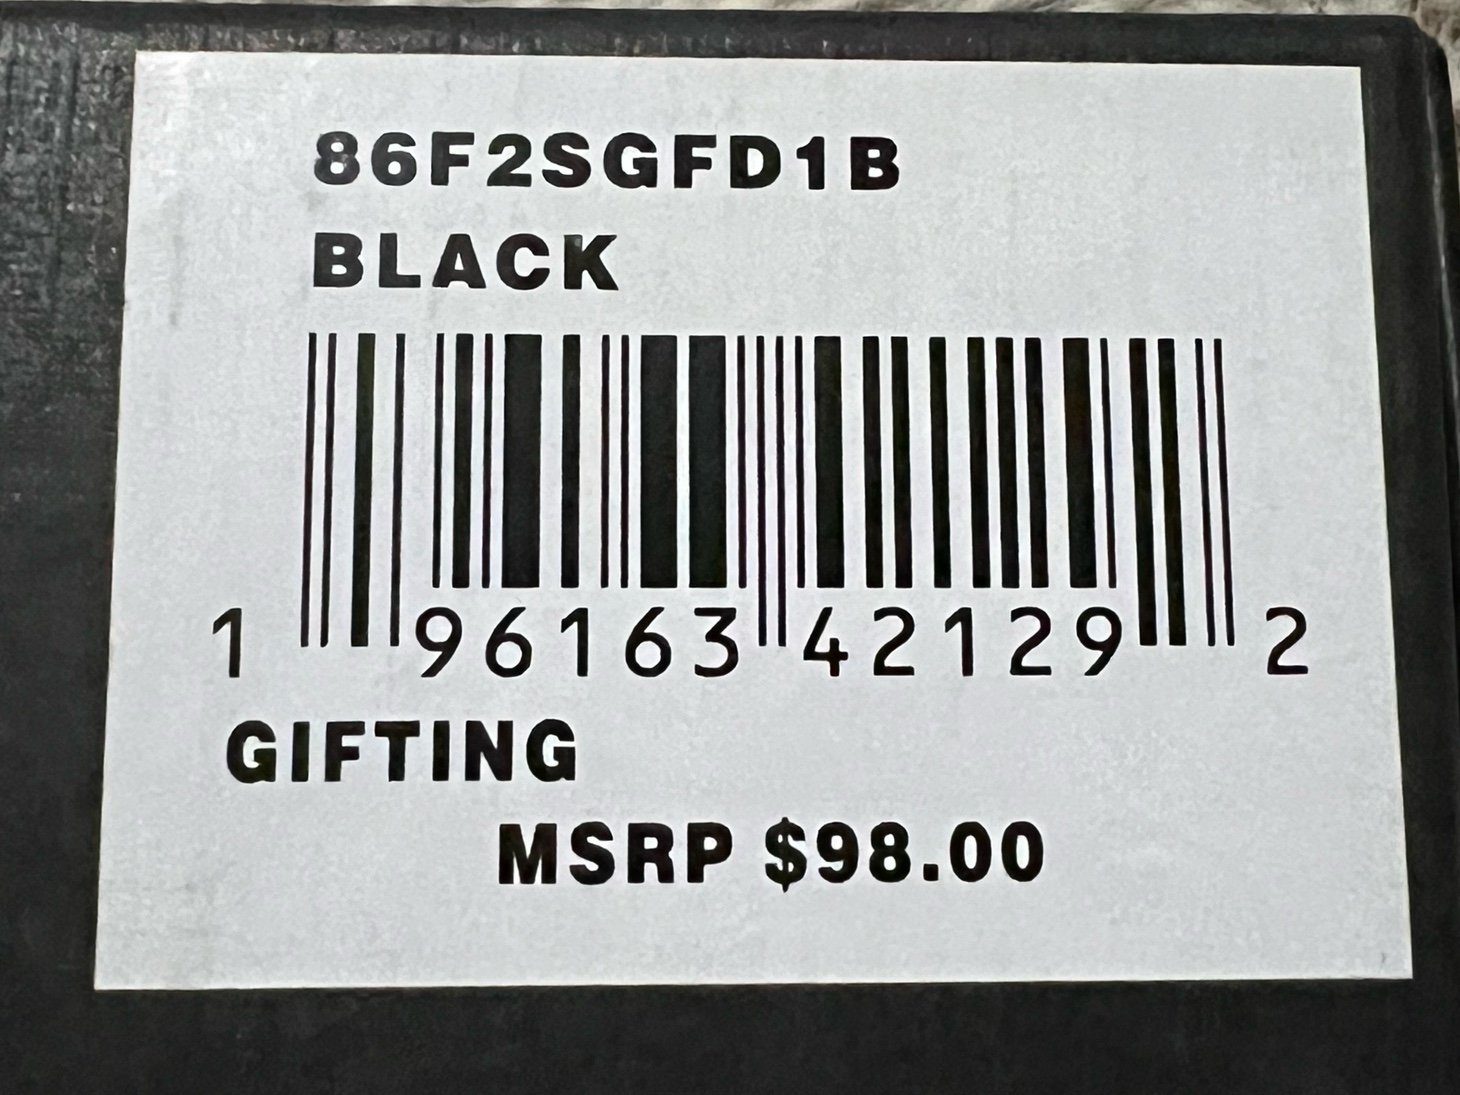 86F2SGFD1B
BLACK
1 96163 42129 2
GIFTING
MSRP $98.00